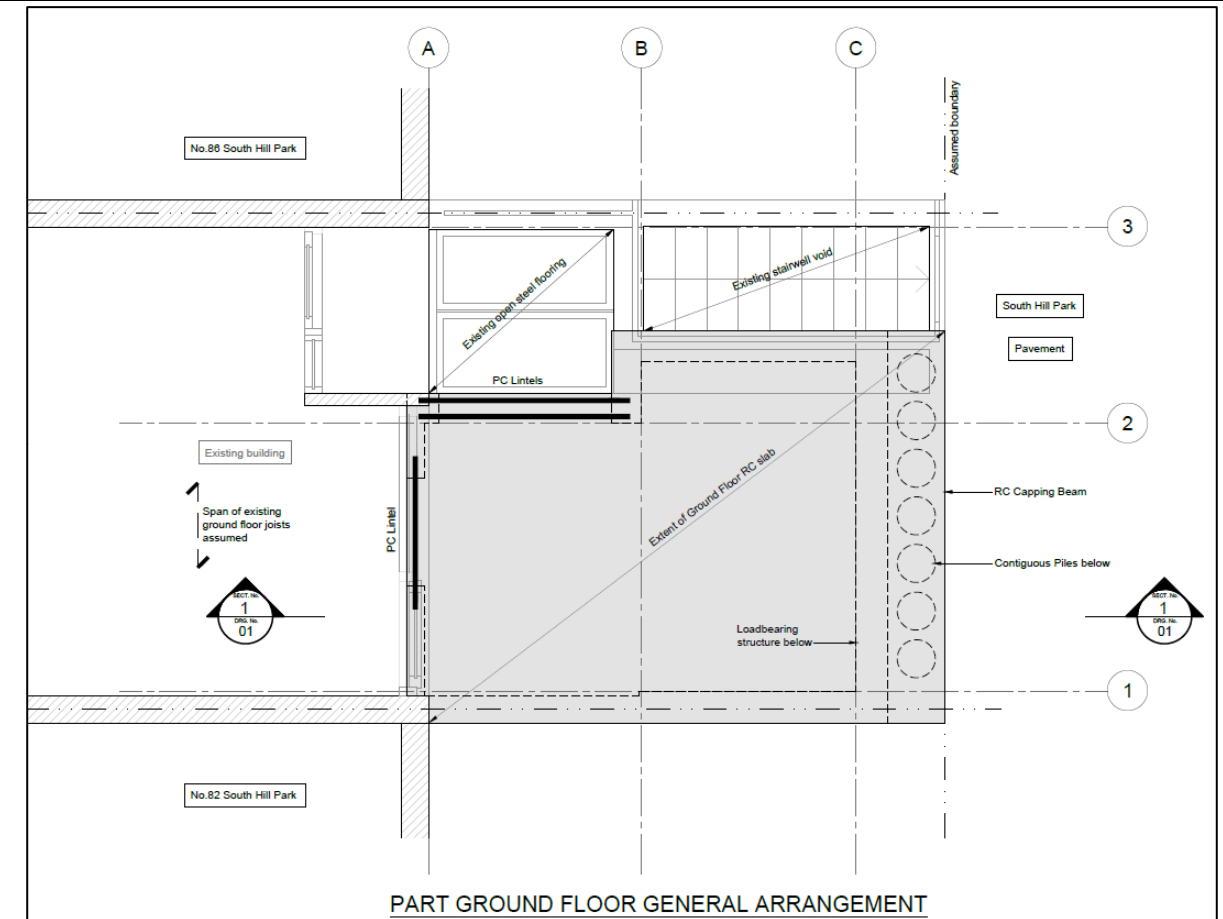 A
B
C
Assumed boundary
No.86 South Hill Park
3
Existing open steel flooring
Existing stairwell void
South Hill Park
Pavement
PC Lintels
2
Existing building
Span of existing
ground floor joists
assumed
PC Lintel
Extent of Ground Floor RC slab
RC Capping Beam
Contiguous Piles below
SECT. No.
1
DRG. No.
01
SECT. No.
1
DRG. No.
01
Loadbearing
structure below
1
No.82 South Hill Park
PART GROUND FLOOR GENERAL ARRANGEMENT